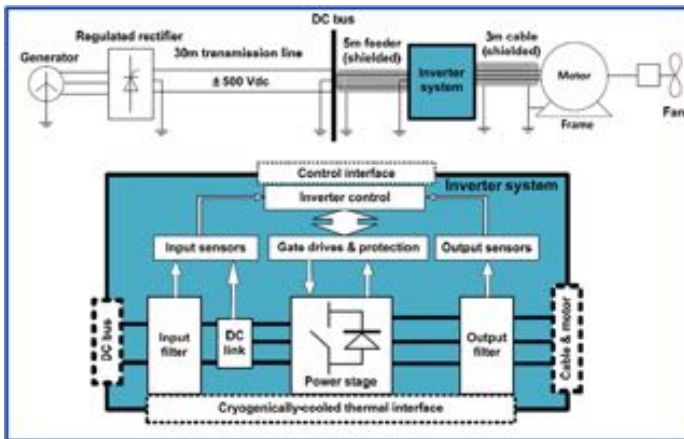 DC bus
Regulated rectifier
Generator
30m transmission line
± 500 Vdc
5m feeder
(shielded)
Inverter
system
3m cable
(shielded)
Motor
Frame
Fan
Control interface
Inverter system
Inverter control
Input sensors
Gate drives & protection
Output sensors
DC bus
Input
filter
DC
link
Power stage
Output
filter
Cable & motor
Cryogenically-cooled thermal interface